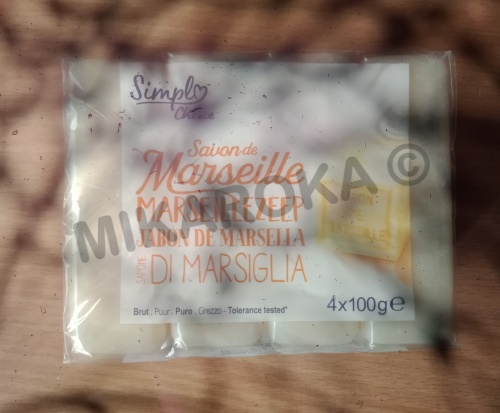 Simpl
Choice
Savon de
Marseille
MARSEILLEZEEP
JABON DE MARSELLA
SAPONE DI MARSIGLIA
MIKAROKA ©
Brut . Puur . Puro . Grezzo - Tolerance tested*
4x100g e